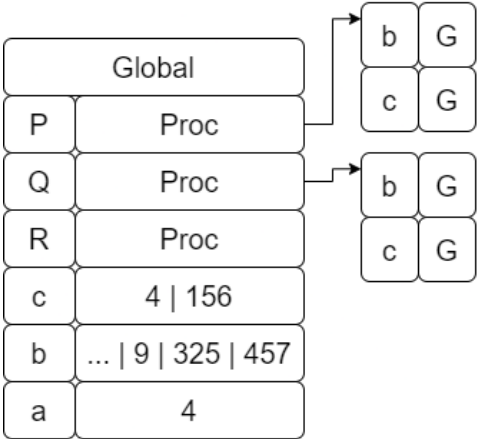 Global
P Proc
Q Proc
R Proc
c 4 | 156
b ... | 9 | 325 | 457
a 4
b G
c G
b G
c G